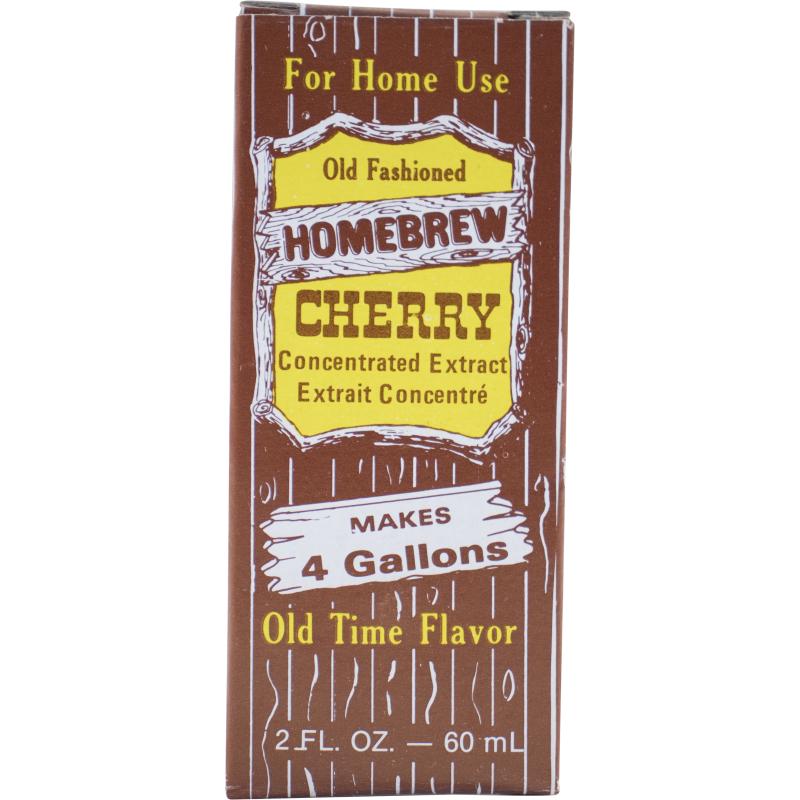 For Home Use
Old Fashioned
HOMEBREW
CHERRY
Concentrated Extract
Extrait Concentré
MAKES
4 Gallons
Old Time Flavor
2 FL. OZ. — 60 mL